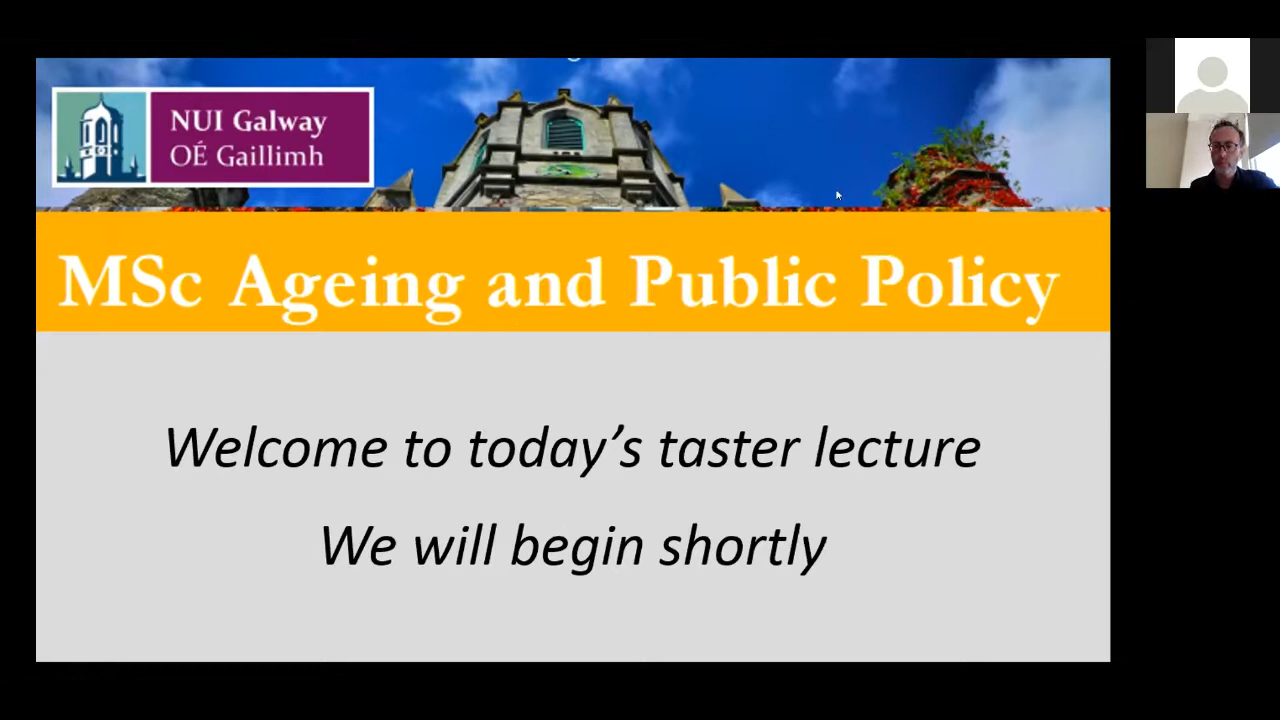 NUI Galway
OÉ Gaillimh
MSc Ageing and Public Policy
Welcome to today’s taster lecture
We will begin shortly